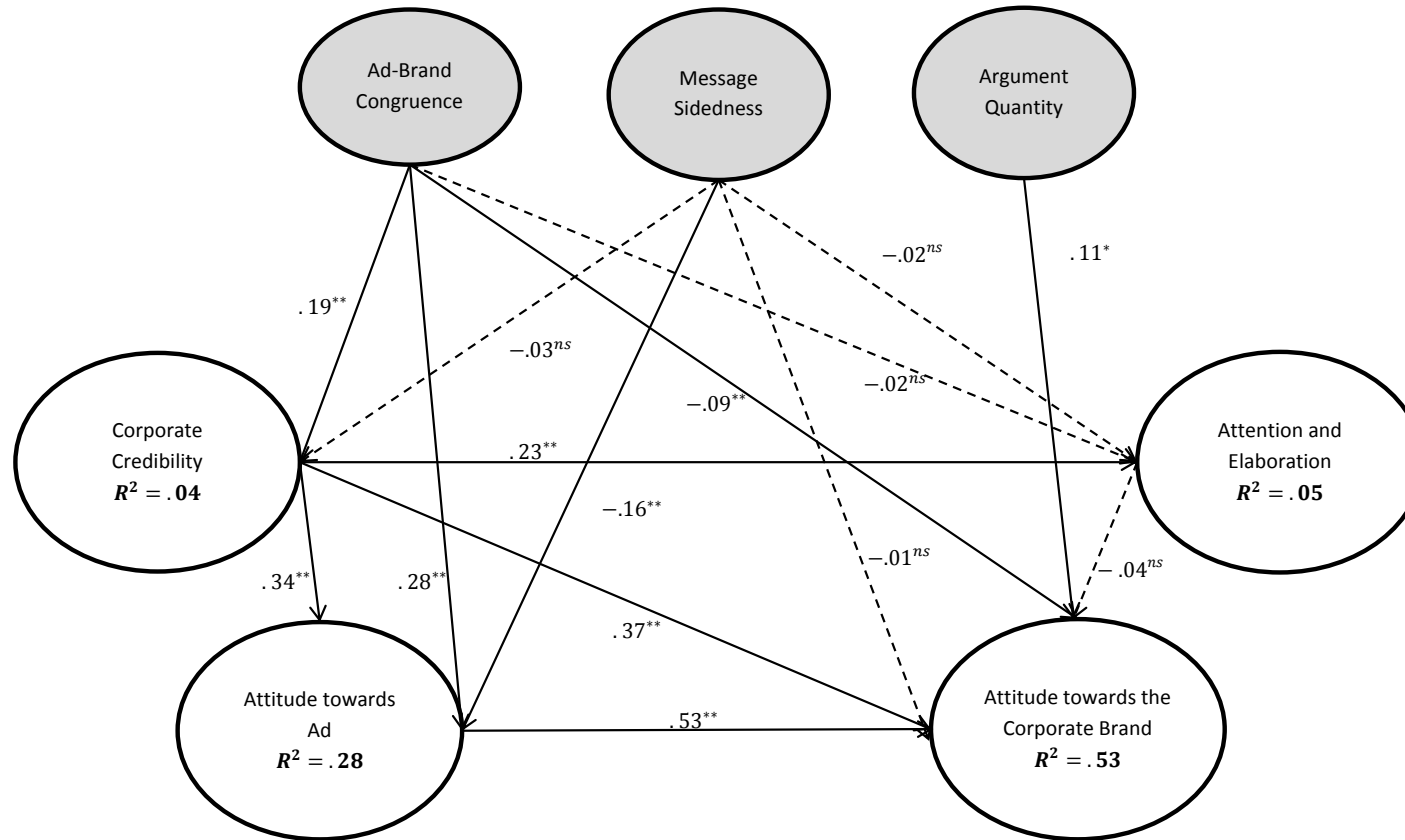 Ad-Brand
Congruence
Message
Sidedness
Argument
Quantity
−.02ns
.11*
.19**
−.03ns
−.02ns
−.09**
Corporate
Credibility
R² = .04
.23**
Attention and
Elaboration
R² = .05
−.16**
−.01ns
−.04ns
.34**
.28**
.37**
Attitude towards
Ad
R² = .28
.53**
Attitude towards the
Corporate Brand
R² = .53